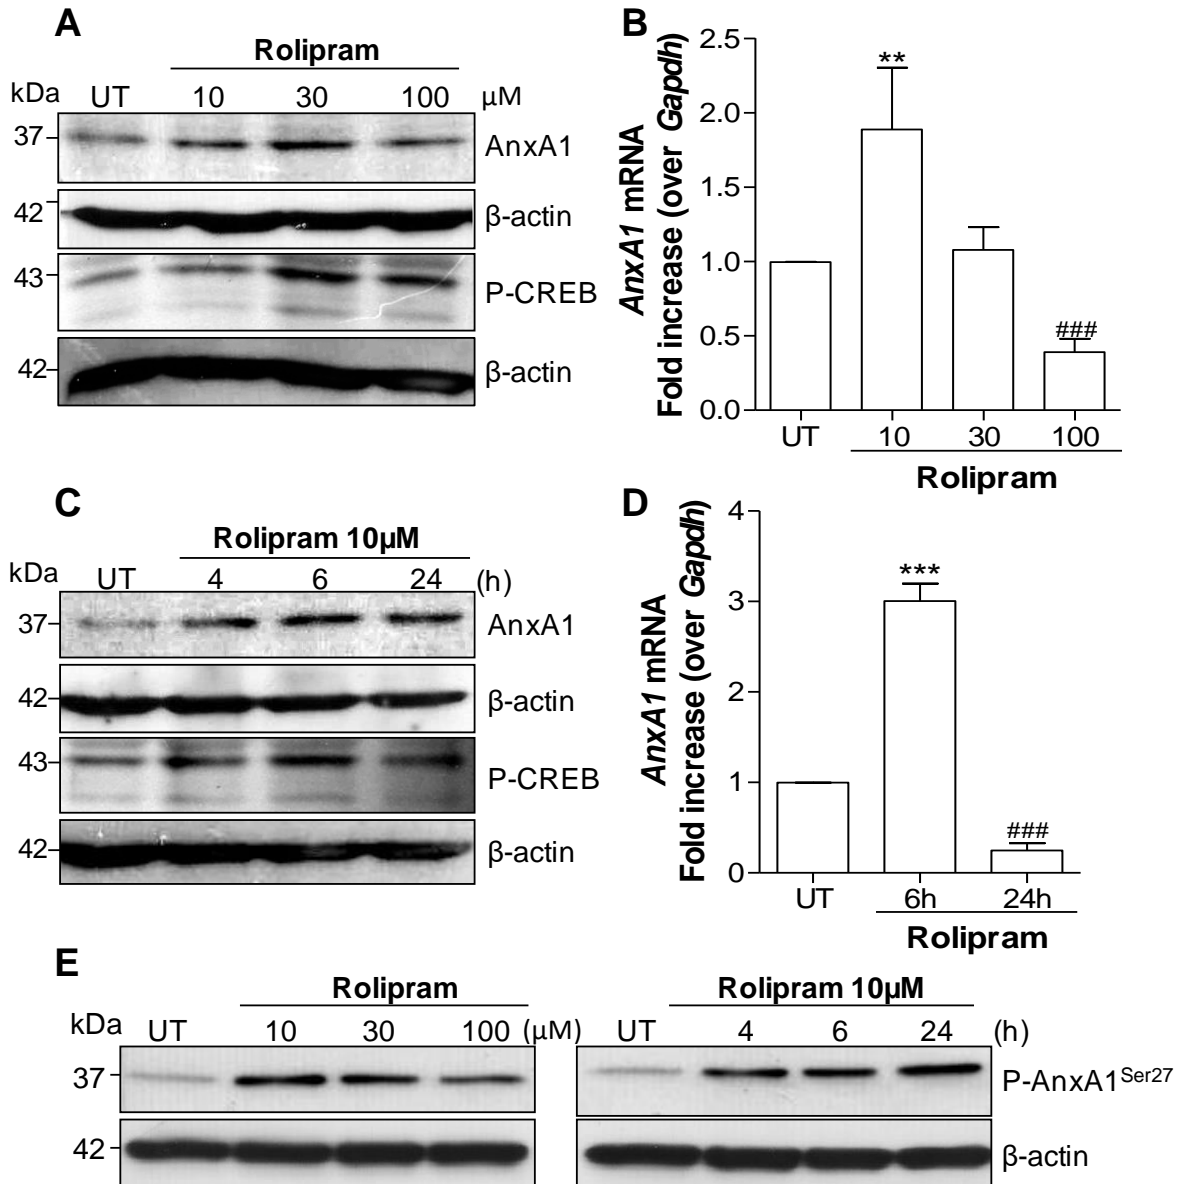 A
Rolipram
kDa UT 10 30 100 µM
37 AnxA1
42 β-actin
43 P-CREB
42 β-actin
B
AnxA1 mRNA
Fold increase (over Gapdh)
2.5
2.0
1.5
1.0
0.5
0.0
**
###
UT 10 30 100
Rolipram
C
Rolipram 10µM
kDa UT 4 6 24 (h)
37 AnxA1
42 β-actin
43 P-CREB
42 β-actin
D
AnxA1 mRNA
Fold increase (over Gapdh)
4
3
2
1
0
***
###
UT 6h 24h
Rolipram
E
Rolipram Rolipram 10µM
kDa UT 10 30 100 (µM) UT 4 6 24 (h)
37 P-AnxA1Ser27
42 β-actin